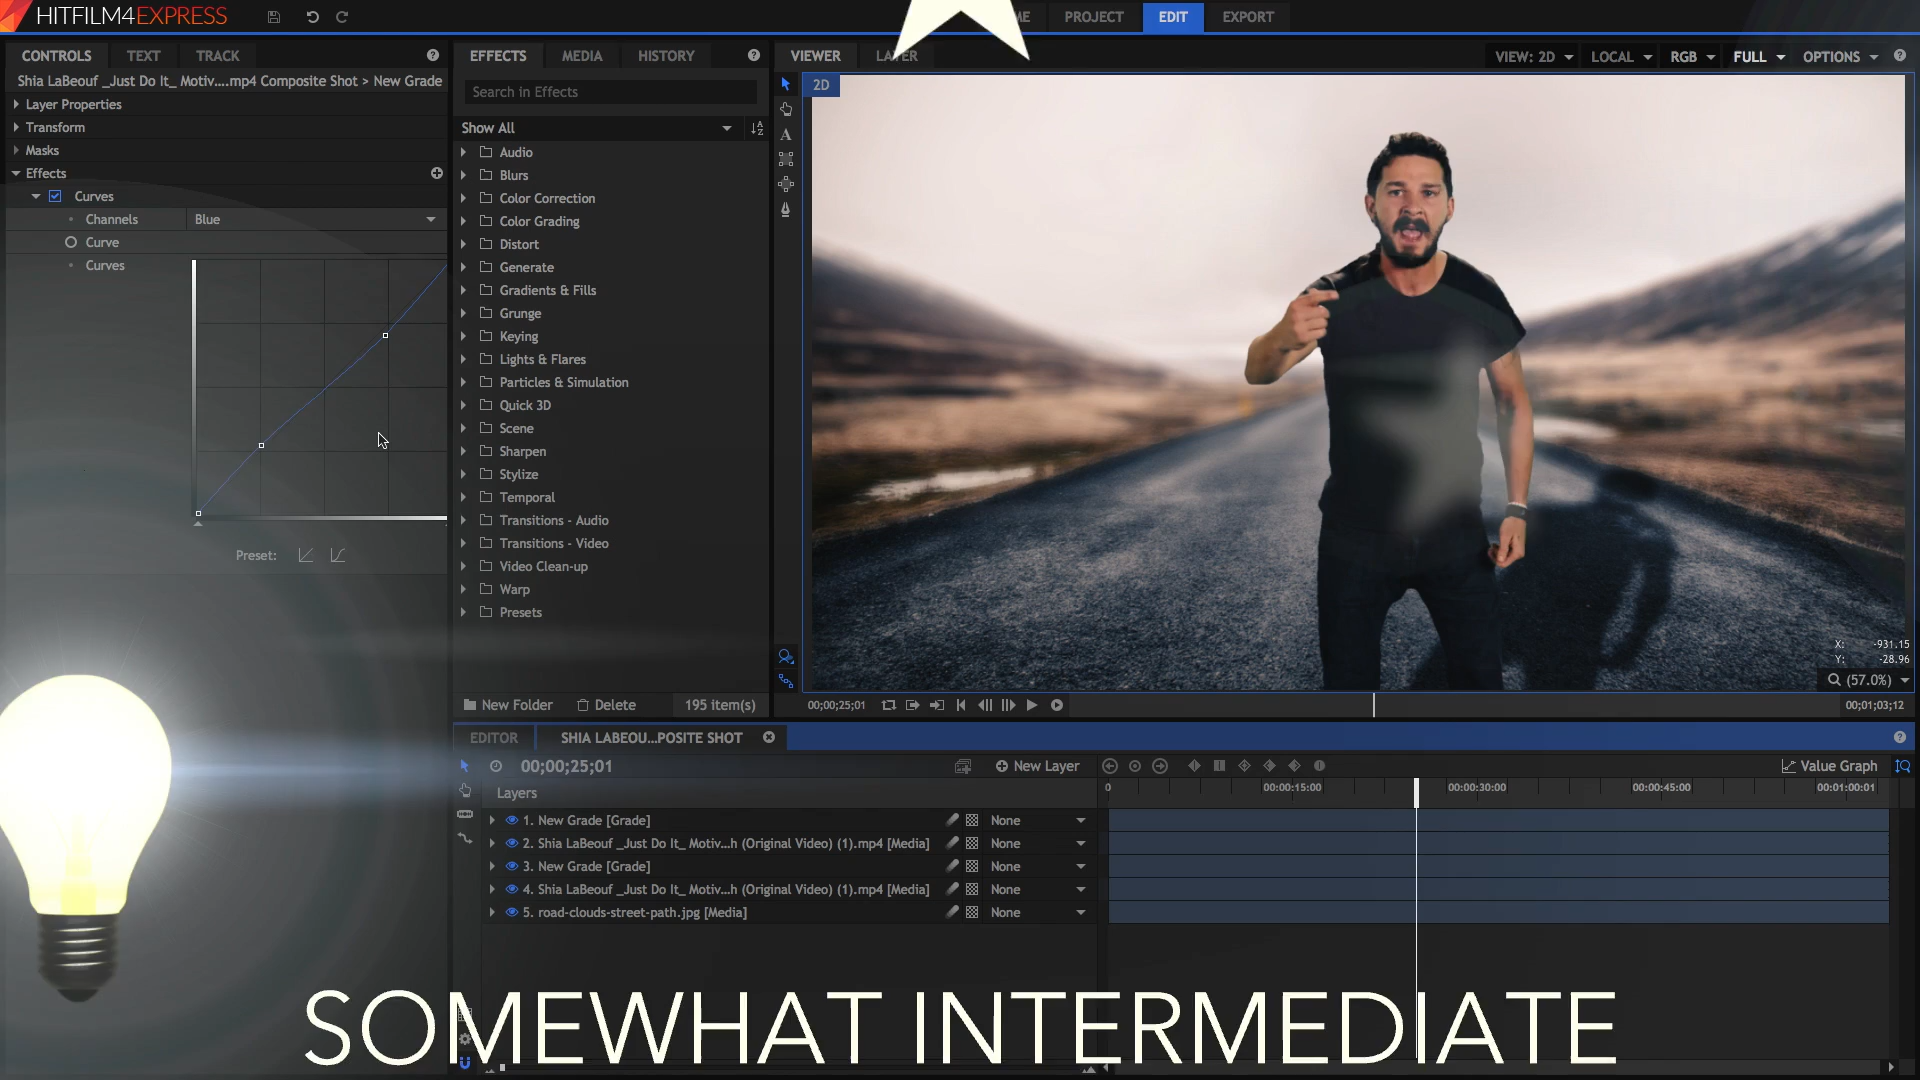 HITFILM4EXPRESS
ME
PROJECT
EDIT
EXPORT
CONTROLS
TEXT
TRACK
Shia LaBeouf _Just Do It_ Motiv....mp4 Composite Shot > New Grade
Layer Properties
Transform
Masks
Effects
Curves
Channels
Blue
Curve
Curves
Preset:
EFFECTS
MEDIA
HISTORY
Search in Effects
Show All
Audio
Blurs
Color Correction
Color Grading
Distort
Generate
Gradients & Fills
Grunge
Keying
Lights & Flares
Particles & Simulation
Quick 3D
Scene
Sharpen
Stylize
Temporal
Transitions - Audio
Transitions - Video
Video Clean-up
Warp
Presets
New Folder
Delete
195 item(s)
VIEWER
LAYER
VIEW: 2D
LOCAL
RGB
FULL
OPTIONS
2D
X: -931.15
Y: -28.96
(57.0%)
00;00;25;01
00;01;03;12
EDITOR
SHIA LABEOU...POSITE SHOT
00;00;25;01
New Layer
Value Graph
Layers
0
00:00:15:00
00:00:30:00
00:00:45:00
00:01:00:01
1. New Grade [Grade]
None
2. Shia LaBeouf _Just Do It_ Motiv...h (Original Video) (1).mp4 [Media]
None
3. New Grade [Grade]
None
4. Shia LaBeouf _Just Do It_ Motiv...h (Original Video) (1).mp4 [Media]
None
5. road-clouds-street-path.jpg [Media]
None
SOMEWHAT INTERMEDIATE